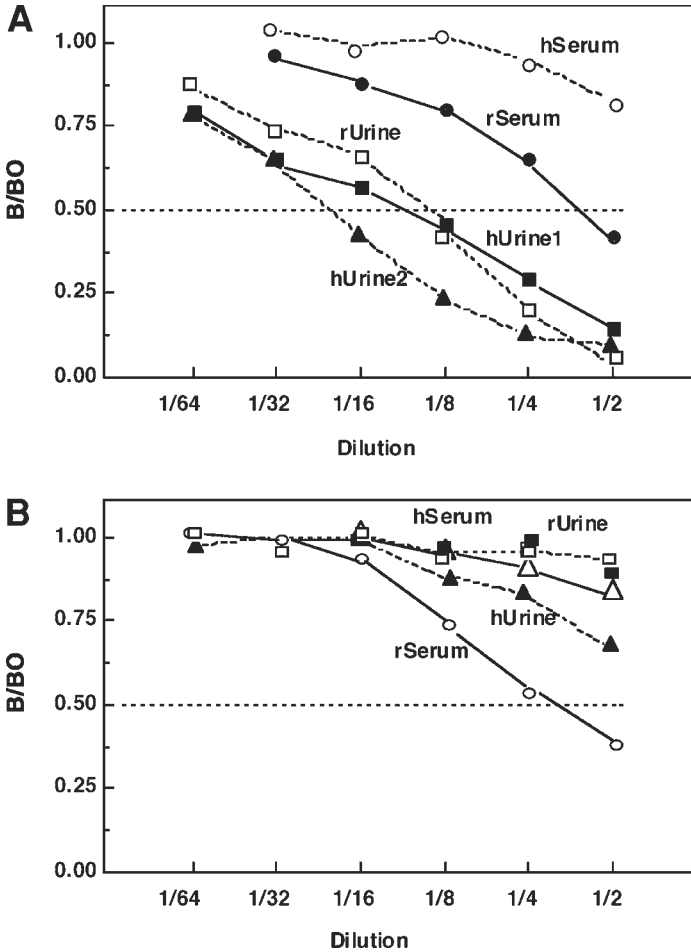 A
1.00
hSerum
rSerum
0.75
rUrine
B/BO
0.50
hUrine1
hUrine2
0.25
0.00
1/64 1/32 1/16 1/8 1/4 1/2
Dilution
B
1.00
hSerum
rUrine
hUrine
0.75
rSerum
B/BO
0.50
0.25
0.00
1/64 1/32 1/16 1/8 1/4 1/2
Dilution